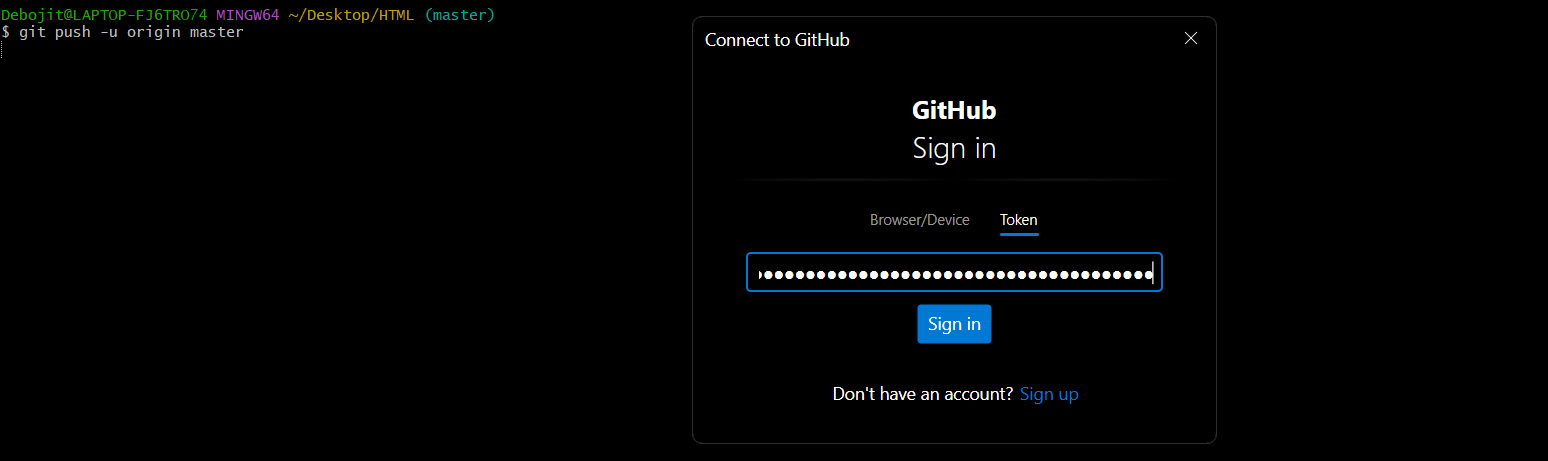 Debojit@LAPTOP-FJ6TRO74 MINGW64 ~/Desktop/HTML (master)
$ git push -u origin master
Connect to GitHub
GitHub
Sign in
Browser/Device Token
Sign in
Don't have an account? Sign up